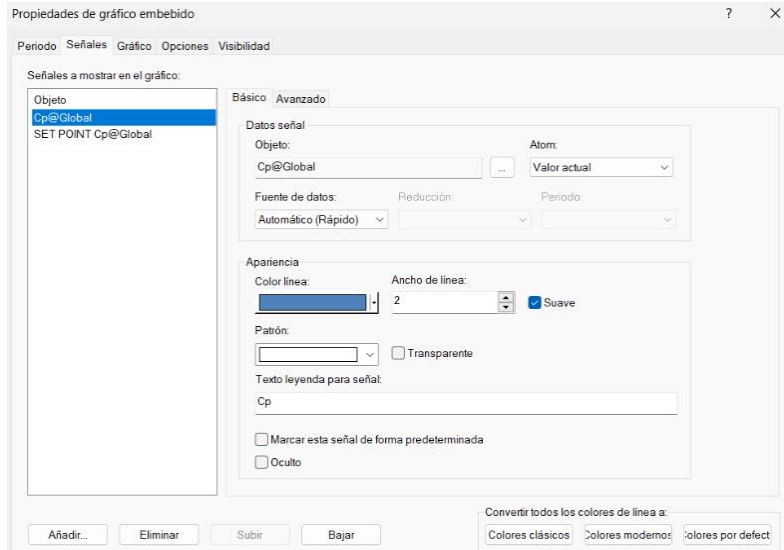 Propiedades de gráfico embebido ? ×
Periodo Señales Gráfico Opciones Visibilidad
Señales a mostrar en el gráfico:
Objeto
Cp@Global
SET POINT Cp@Global
Básico Avanzado
Datos señal
Objeto: Atom:
Cp@Global ... Valor actual
Fuente de datos: Reducción: Periodo:
Automático (Rápido)
Apariencia
Color línea: Ancho de línea:
2 Suave
Patrón:
Transparente
Texto leyenda para señal:
Cp
Marcar esta señal de forma predeterminada
Oculto
Convertir todos los colores de línea a:
Añadir... Eliminar Subir Bajar Colores clásicos Colores modernos olores por defect